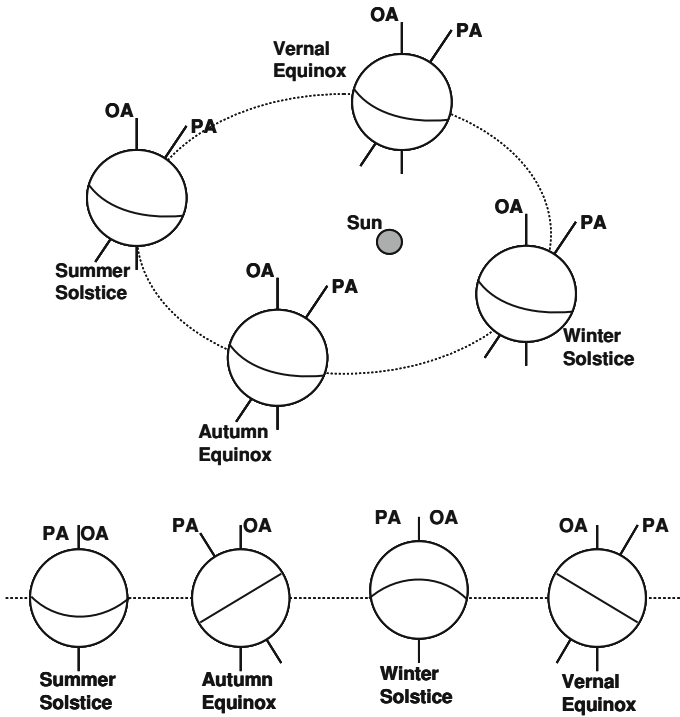 OA
PA
Vernal
Equinox
OA
PA
OA
PA
Sun
Summer
Solstice
OA
PA
Winter
Solstice
Autumn
Equinox
PA OA
PA OA
PA OA
OA PA
Summer
Solstice
Autumn
Equinox
Winter
Solstice
Vernal
Equinox